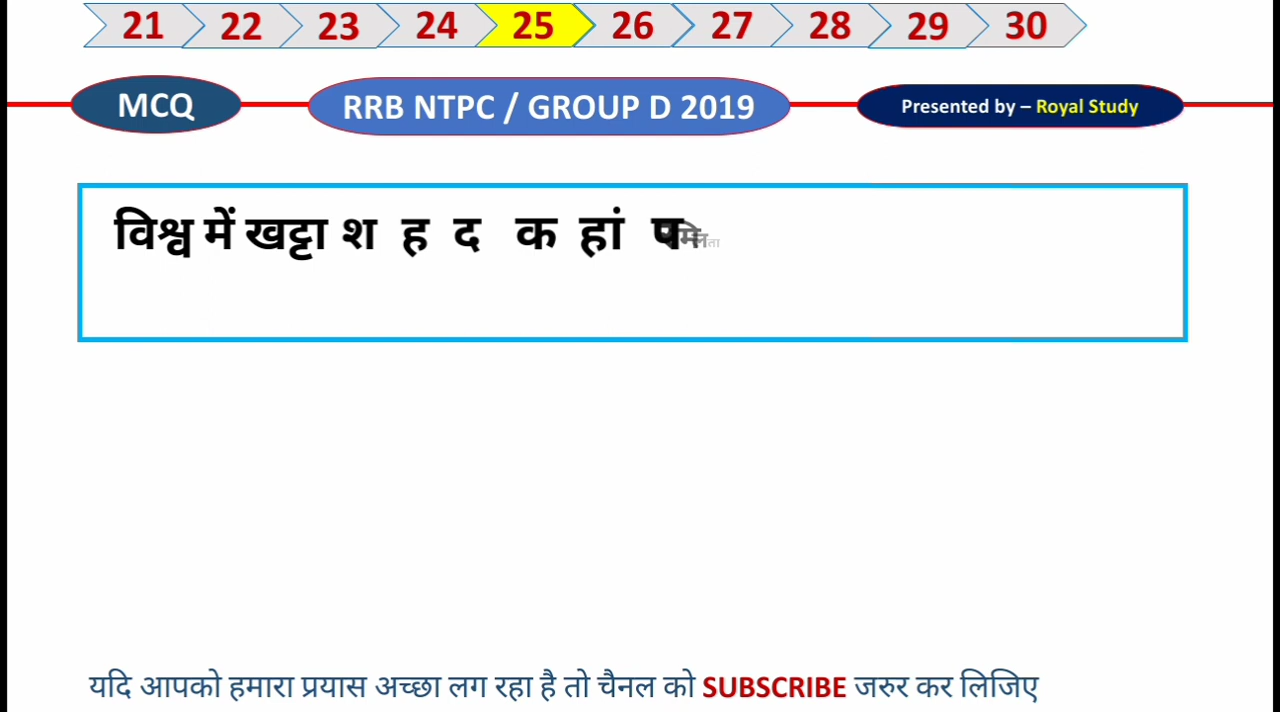 21 22 23 24 25 26 27 28 29 30
MCQ RRB NTPC / GROUP D 2019 Presented by – Royal Study
विश्व में खट्टा श ह द क हां
यदि आपको हमारा प्रयास अच्छा लग रहा है तो चैनल को SUBSCRIBE जरुर कर लिजिए